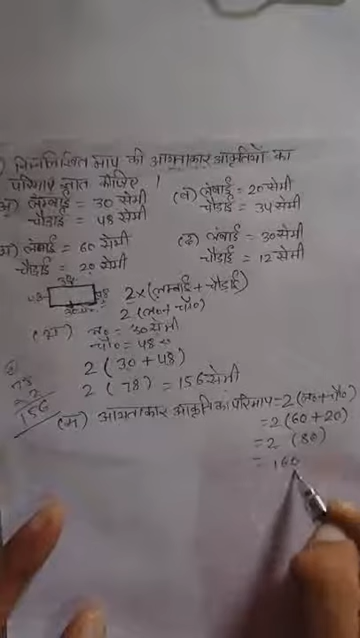 निम्नलिखित माप की आयताकार आकृतियों का
परिमाप ज्ञात कीजिए ।
(अ) लम्बाई = 30 सेमी
चौड़ाई = 48 सेमी
(ब) लंबाई = 20 सेमी
चौड़ाई = 34 सेमी
लंबाई = 60 सेमी
चौड़ाई = 20 सेमी
लंबाई = 30 सेमी
चौड़ाई = 12 सेमी
2×(लम्बाई + चौड़ाई)
= 2(ल०+चौ०)
(अ) ल० = 30 सेमी
चौ० = 48
2 ( 30 + 48 )
2 ( 78 ) = 156 सेमी
78
×2
156
(स) आयताकार आकृति का परिमाप = 2 (ल०+चौ०)
= 2 (60+20)
= 2 (80)
= 160